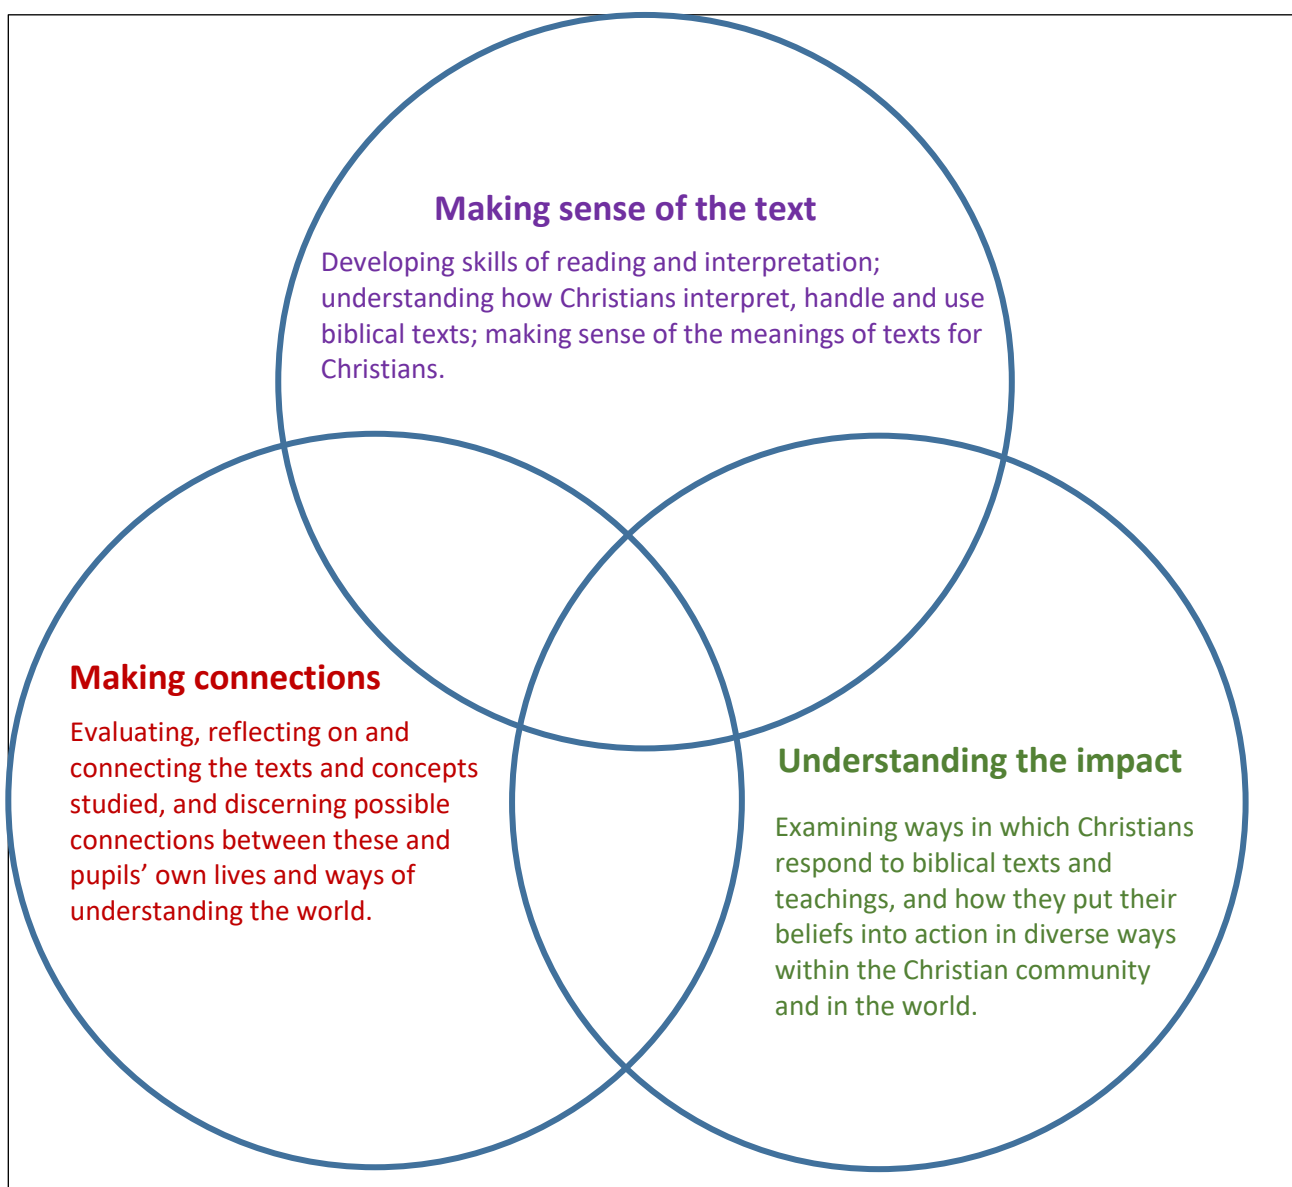 Making sense of the text
Developing skills of reading and interpretation;
understanding how Christians interpret, handle and use
biblical texts; making sense of the meanings of texts for
Christians.
Making connections
Evaluating, reflecting on and
connecting the texts and concepts
studied, and discerning possible
connections between these and
pupils’ own lives and ways of
understanding the world.
Understanding the impact
Examining ways in which Christians
respond to biblical texts and
teachings, and how they put their
beliefs into action in diverse ways
within the Christian community
and in the world.